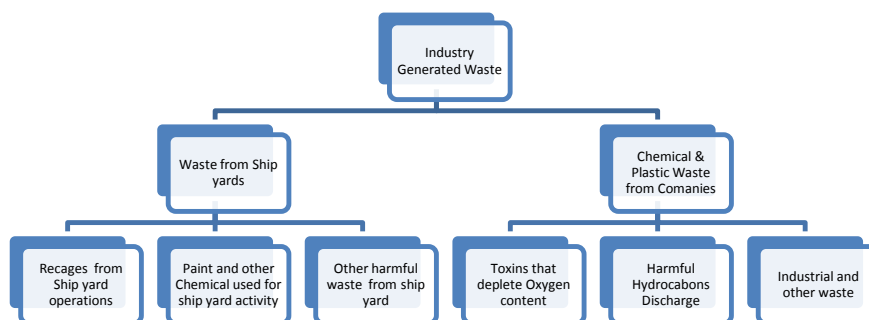 Industry
Generated Waste
Waste from Ship
yards
Chemical &
Plastic Waste
from Comanies
Recages from
Ship yard
operations
Paint and other
Chemical used for
ship yard activity
Other harmful
waste from ship
yard
Toxins that
deplete Oxygen
content
Harmful
Hydrocabons
Discharge
Industrial and
other waste